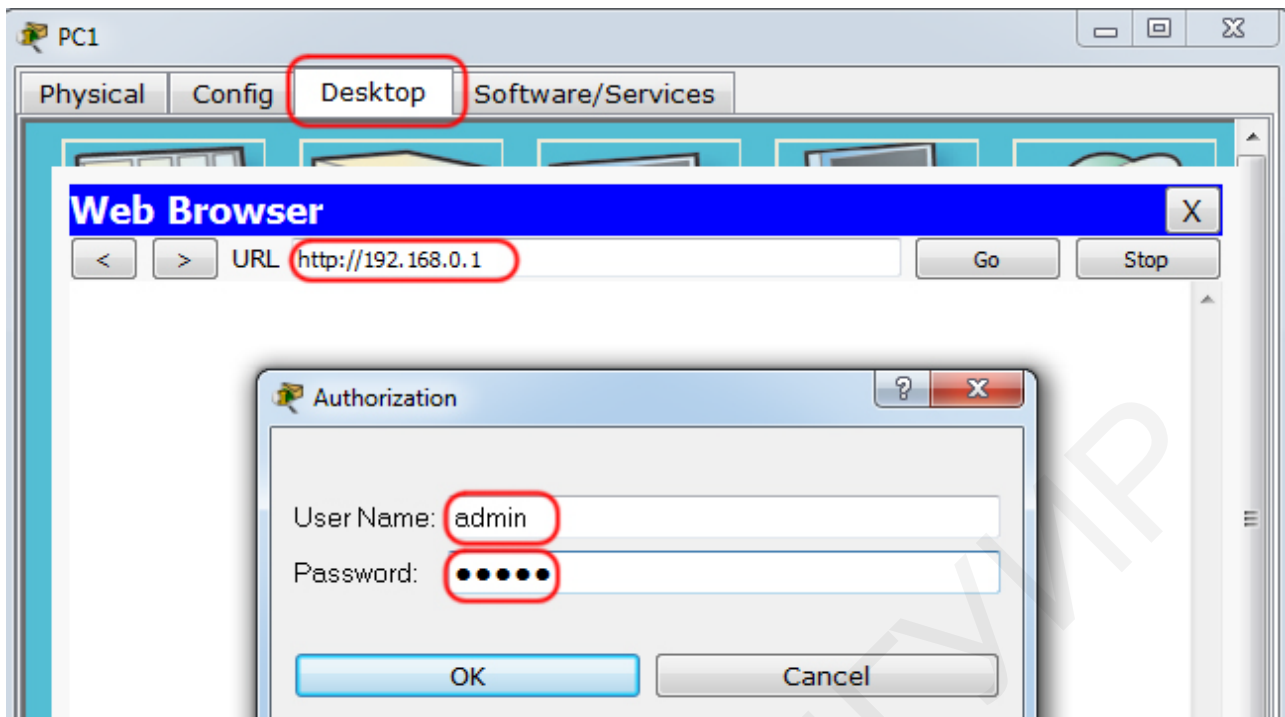 PC1
Physical Config Desktop Software/Services
Web Browser X
< > URL http://192.168.0.1 Go Stop
Authorization
User Name: admin
Password: ●●●●●
OK Cancel
ГУИР